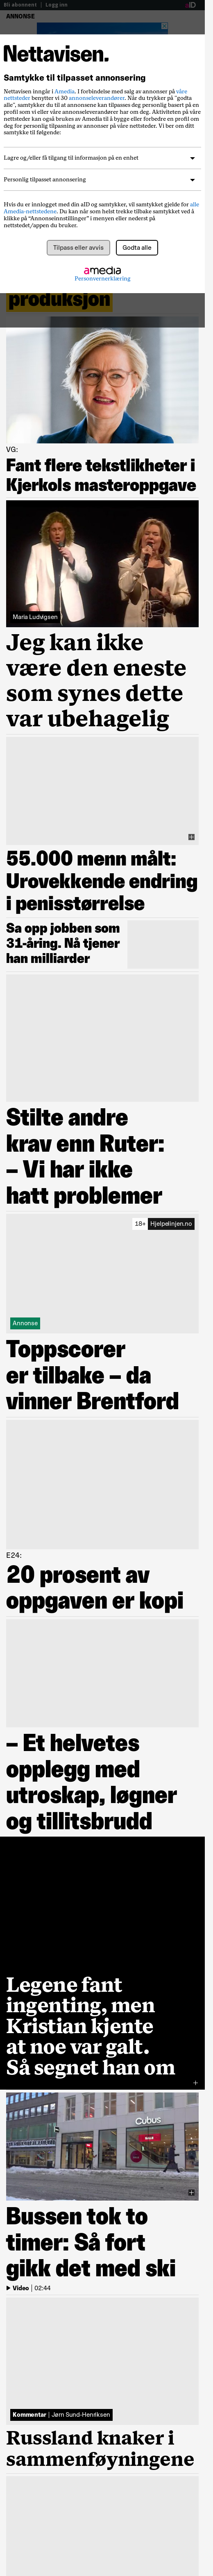 Bli abonnent | Logg inn
aID
ANNONSE
Nettavisen.
Samtykke til tilpasset annonsering
Nettavisen inngår i Amedia. I forbindelse med salg av annonser på våre
nettsteder benytter vi 30 annonseleverandører. Når du trykker på "godta
alle", samtykker du til at annonser kan tilpasses deg personlig basert på en
profil som vi eller våre annonseleverandører har om deg. Aktiviteten på våre
nettsteder kan også brukes av annonsører til å bygge eller forbedre en profil
om deg for personlig tilpasning av annonser på våre nettsteder. Vi ber om ditt
samtykke til følgende:
Lagre og/eller få tilgang til informasjon på en enhet
Personlig tilpasset annonsering
Hvis du er innlogget med din aID og samtykker, vil samtykket gjelde for alle
Amedia-nettstedene. Du kan når som helst trekke tilbake samtykket ved å
klikke på "Annonseinnstillinger" i menyen eller nederst på
nettstedet/appen du bruker.
Tilpass eller avvis
Godta alle
amedia
Personvernerklæring
produksjon
VG:
Fant flere tekstlikheter i
Kjerkols masteroppgave
Maria Ludvigsen
Jeg kan ikke
være den eneste
som synes dette
var ubehagelig
55.000 menn målt:
Urovekkende endring
i penisstørrelse
Sa opp jobben som
31-åring. Nå tjener
han milliarder
Stilte andre
krav enn Ruter:
– Vi har ikke
hatt problemer
18+ Hjelpelinjen.no
Annonse
Toppscorer
er tilbake – da
vinner Brentford
E24:
20 prosent av
oppgaven er kopi
– Et helvetes
opplegg med
utroskap, løgner
og tillitsbrudd
Legene fant
ingenting, men
Kristian kjente
at noe var galt.
Så segnet han om
Cubus
Bussen tok to
timer: Så fort
gikk det med ski
Video | 02:44
Kommentar | Jørn Sund-Henriksen
Russland knaker i
sammenføyningene